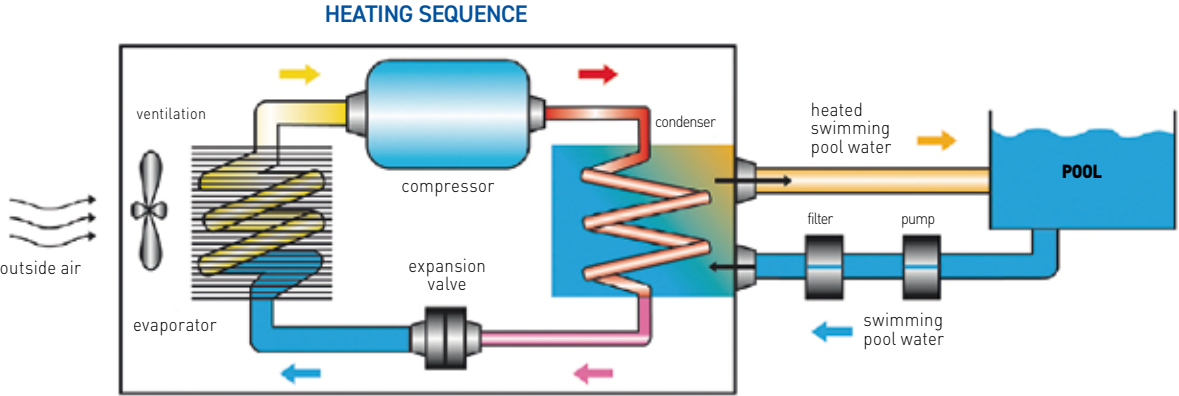 HEATING SEQUENCE
ventilation
outside air
evaporator
compressor
expansion
valve
condenser
heated
swimming
pool water
POOL
filter
pump
swimming
pool water